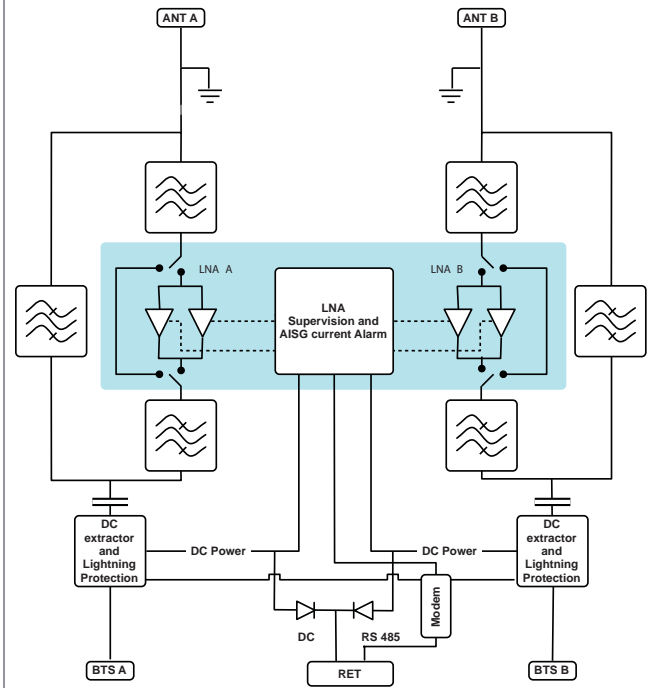 ANT A
ANT B
LNA A
LNA B
LNA
Supervision and
AISG current Alarm
DC
extractor
and
Lightning
Protection
DC Power
DC Power
DC
extractor
and
Lightning
Protection
Modem
DC
RS 485
BTS A
RET
BTS B